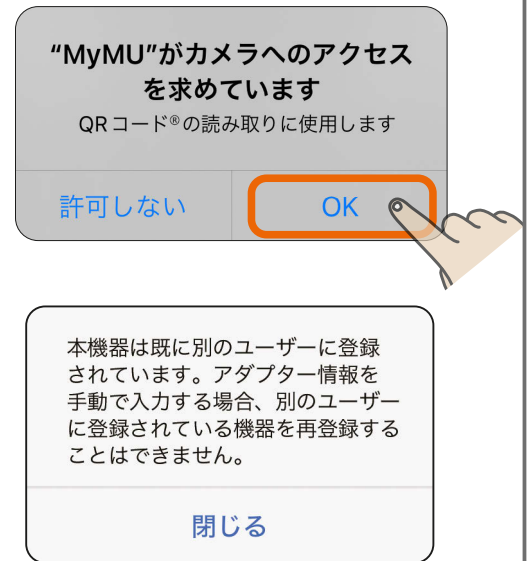 “MyMU”がカメラへのアクセス
を求めています
QRコード®の読み取りに使用します
許可しない
OK
本機器は既に別のユーザーに登録
されています。アダプター情報を
手動で入力する場合、別のユーザー
に登録されている機器を再登録する
ことはできません。
閉じる